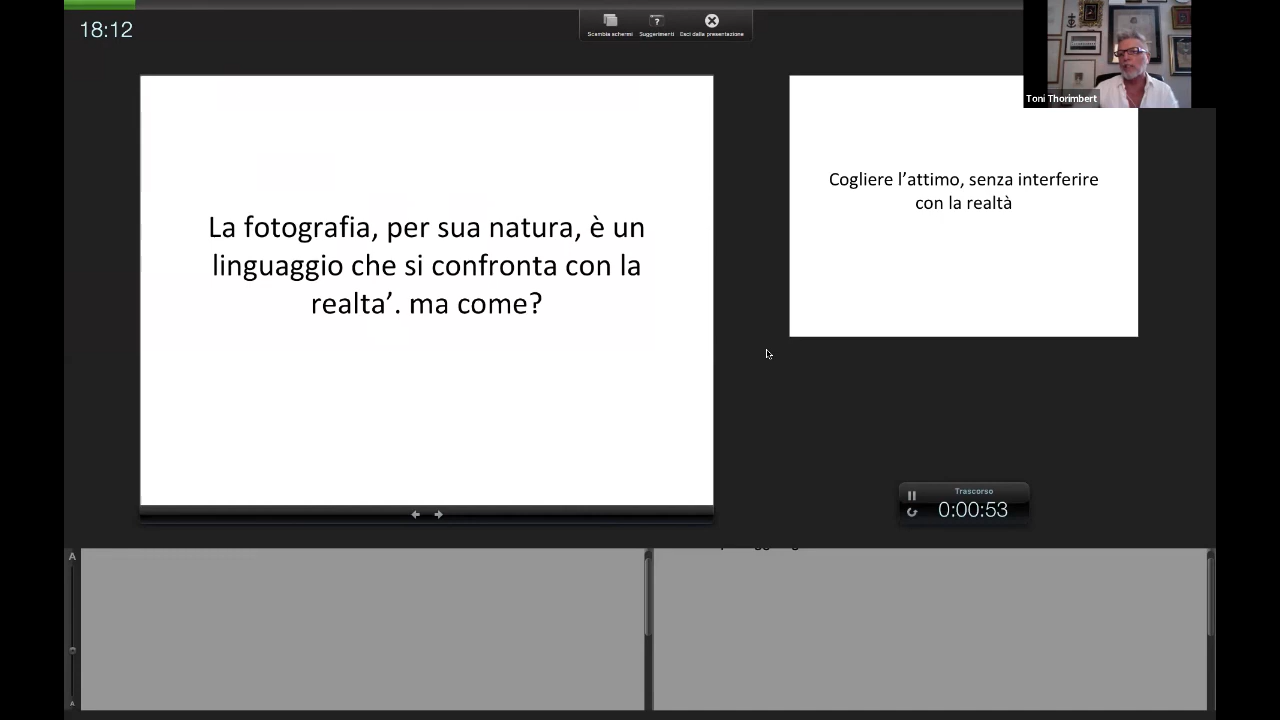 18:12
Scambia schermi
Suggerimenti
Esci dalla presentazione
Toni Thorimbert
La fotografia, per sua natura, è un
linguaggio che si confronta con la
realta’. ma come?
Cogliere l’attimo, senza interferire
con la realtà
Trascorso
0:00:53
A
A